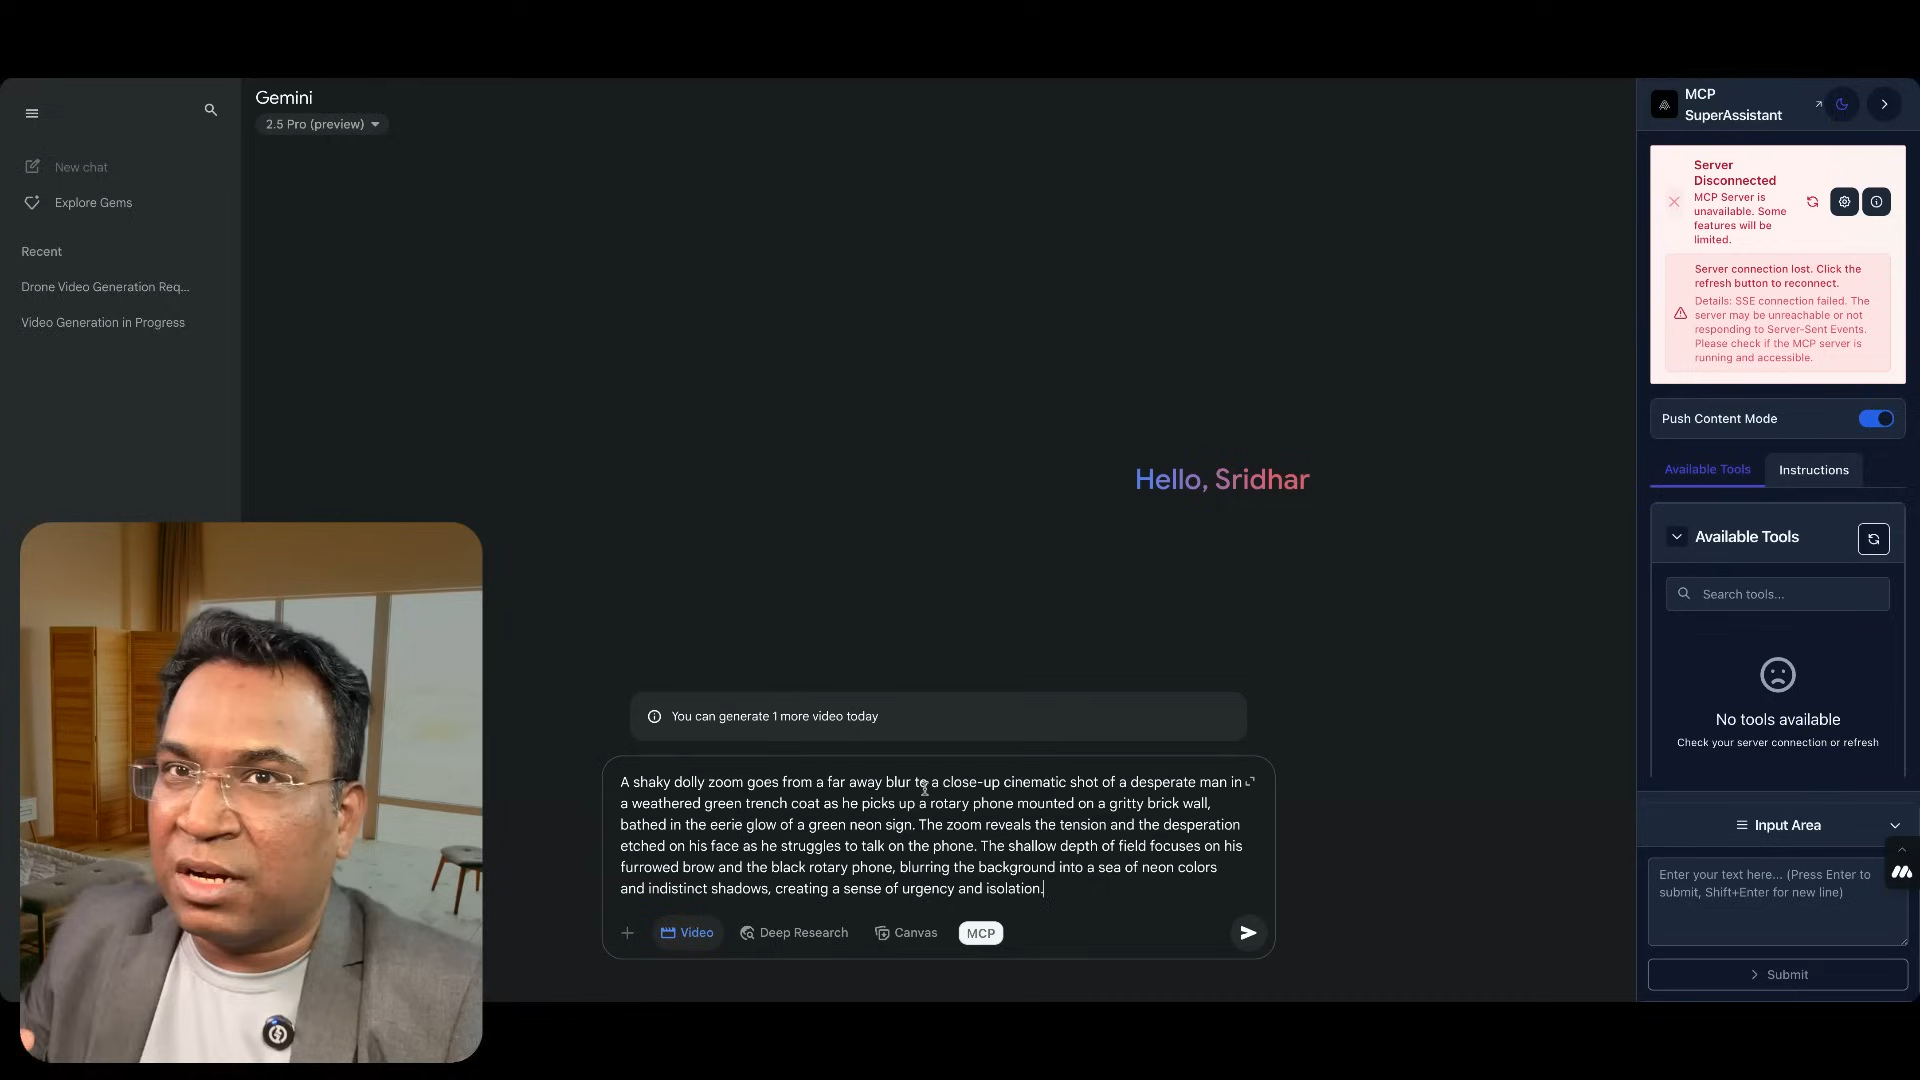 Gemini
2.5 Pro (preview)
New chat
Explore Gems
Recent
Drone Video Generation Req...
Video Generation in Progress
Hello, Sridhar
You can generate 1 more video today
A shaky dolly zoom goes from a far away blur to a close-up cinematic shot of a desperate man in
a weathered green trench coat as he picks up a rotary phone mounted on a gritty brick wall,
bathed in the eerie glow of a green neon sign. The zoom reveals the tension and the desperation
etched on his face as he struggles to talk on the phone. The shallow depth of field focuses on his
furrowed brow and the black rotary phone, blurring the background into a sea of neon colors
and indistinct shadows, creating a sense of urgency and isolation.
Video
Deep Research
Canvas
MCP
MCP
SuperAssistant
Server
Disconnected
MCP Server is
unavailable. Some
features will be
limited.
Server connection lost. Click the
refresh button to reconnect.
Details: SSE connection failed. The
server may be unreachable or not
responding to Server-Sent Events.
Please check if the MCP server is
running and accessible.
Push Content Mode
Available Tools
Instructions
Available Tools
Search tools...
No tools available
Check your server connection or refresh
Input Area
Enter your text here... (Press Enter to
submit, Shift+Enter for new line)
Submit